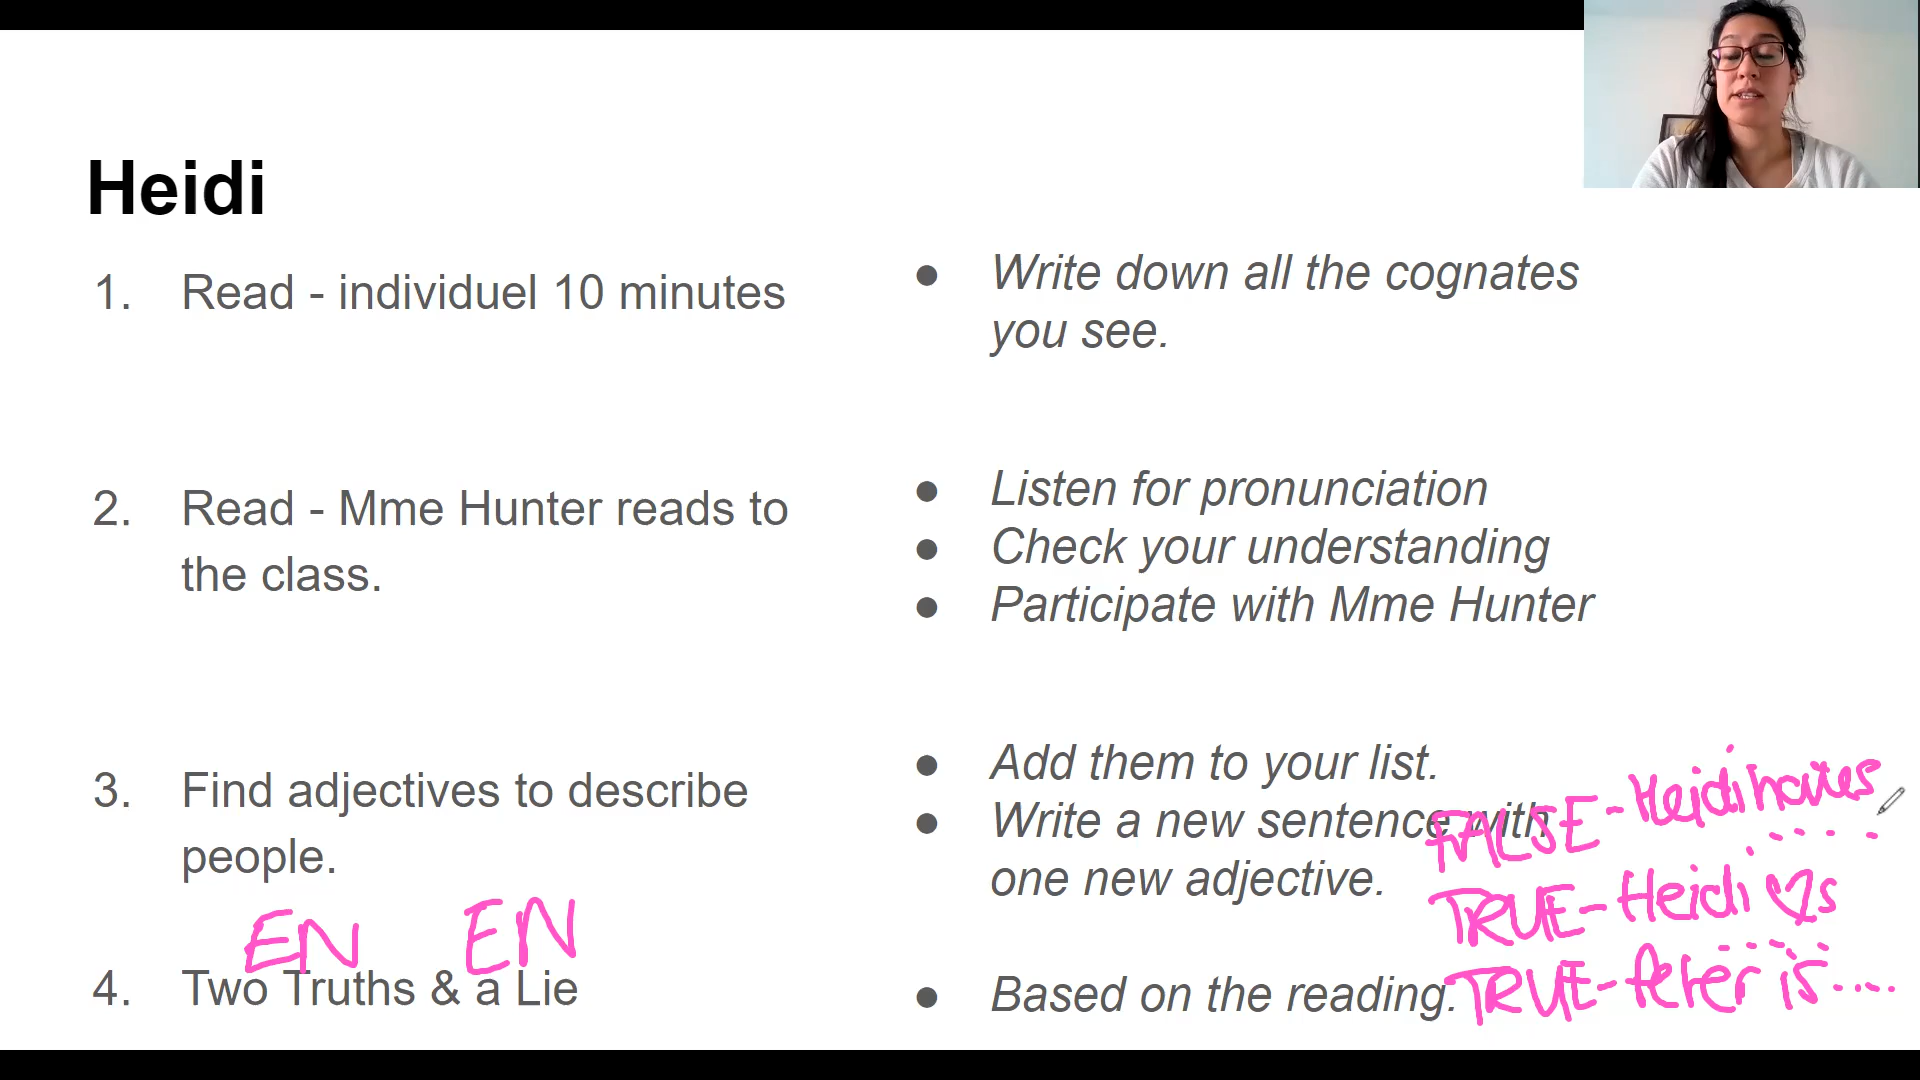 Heidi
1. Read - individuel 10 minutes
● Write down all the cognates
you see.
2. Read - Mme Hunter reads to
the class.
● Listen for pronunciation
● Check your understanding
● Participate with Mme Hunter
3. Find adjectives to describe
people.
● Add them to your list.
● Write a new sentence with
one new adjective.
EN EN
4. Two Truths & a Lie
● Based on the reading.
FALSE - Heidi hates
.....
TRUE - Heidi ♡s
.....
TRUE - Peter is....